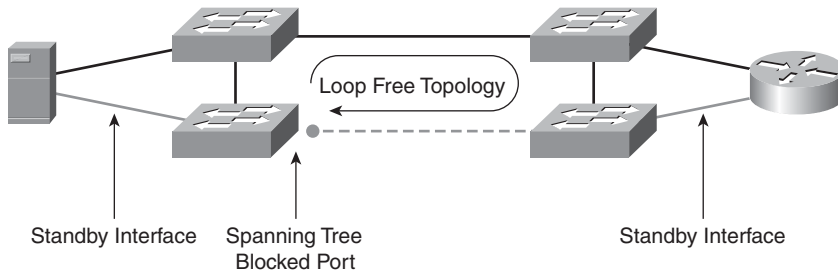 Loop Free Topology
Standby Interface
Spanning Tree
Blocked Port
Standby Interface